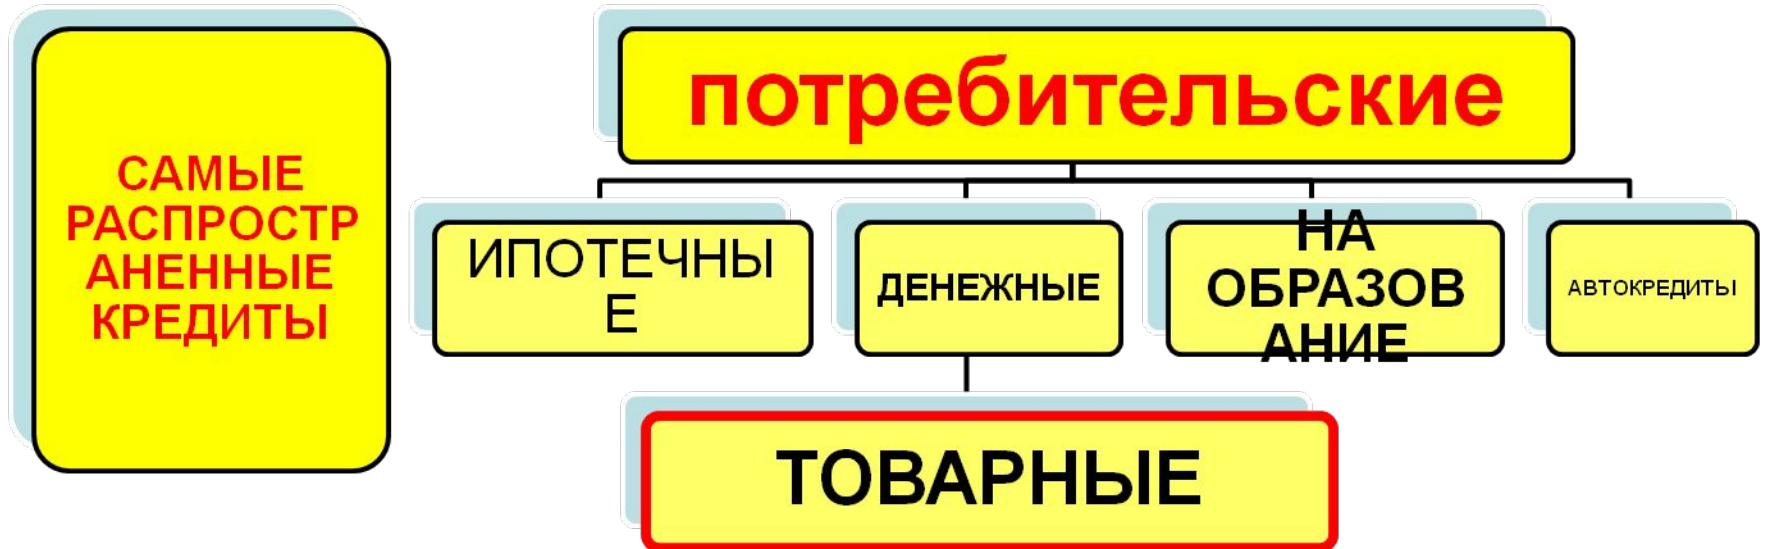 САМЫЕ
РАСПРОСТР
АНЕННЫЕ
КРЕДИТЫ
потребительские
ИПОТЕЧНЫ
Е
ДЕНЕЖНЫЕ
НА
ОБРАЗОВ
АНИЕ
АВТОКРЕДИТЫ
ТОВАРНЫЕ